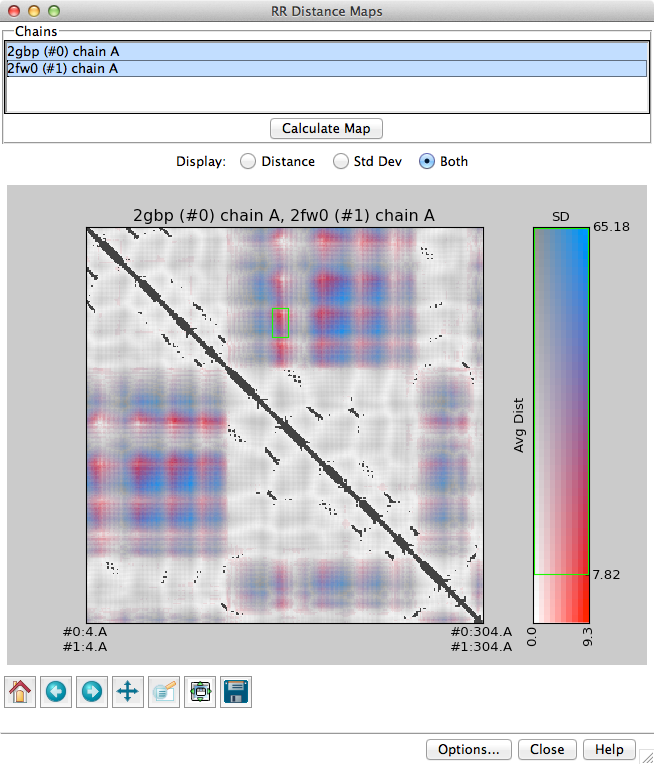 RR Distance Maps
Chains
2gbp (#0) chain A
2fw0 (#1) chain A
Calculate Map
Display: Distance Std Dev Both
2gbp (#0) chain A, 2fw0 (#1) chain A
SD
65.18
Avg Dist
7.82
0.0 9.3
#0:4.A #0:304.A
#1:4.A #1:304.A
Options... Close Help